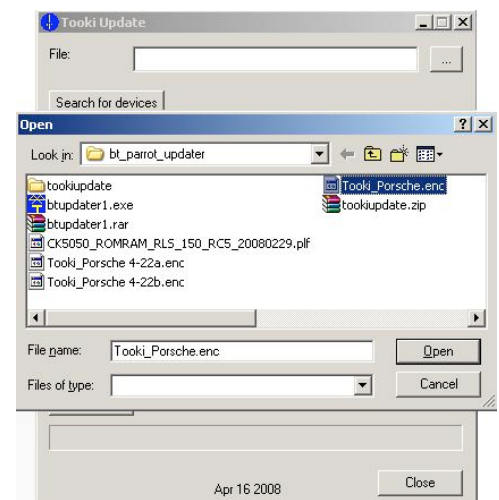 Tooki Update
File:
...
Search for devices
Open
Look in: bt_parrot_updater
tookiupdate
btupdater1.exe
btupdater1.rar
CK5050_ROMRAM_RLS_150_RC5_20080229.plf
Tooki_Porsche 4-22a.enc
Tooki_Porsche 4-22b.enc
Tooki_Porsche.enc
tookiupdate.zip
File name: Tooki_Porsche.enc Open
Files of type: Cancel
Apr 16 2008 Close